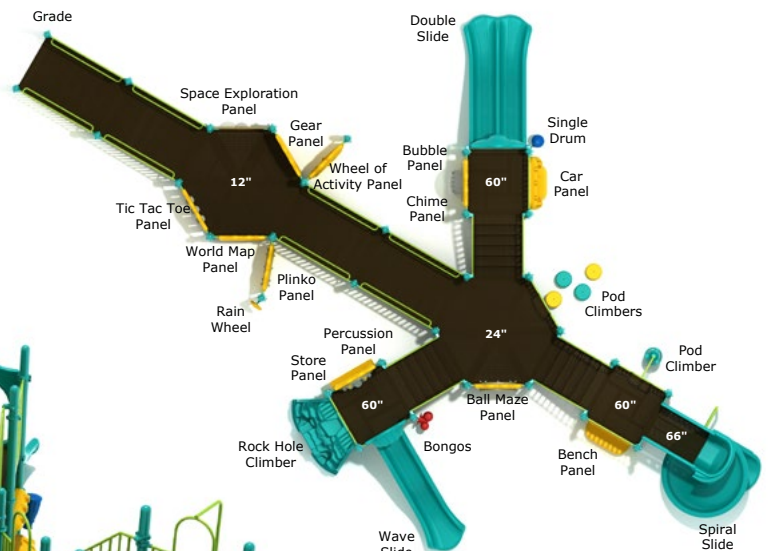 Grade
Double
Slide
Space Exploration
Panel
Gear
Panel
Wheel of
Activity Panel
Single
Drum
Bubble
Panel
60"
Car
Panel
12"
Chime
Panel
Tic Tac Toe
Panel
World Map
Panel
Plinko
Panel
Rain
Wheel
Pod
Climbers
24"
Percussion
Panel
Store
Panel
Pod
Climber
60"
Ball Maze
Panel
60"
66"
Rock Hole
Climber
Bongos
Bench
Panel
Wave
Slide
Spiral
Slide